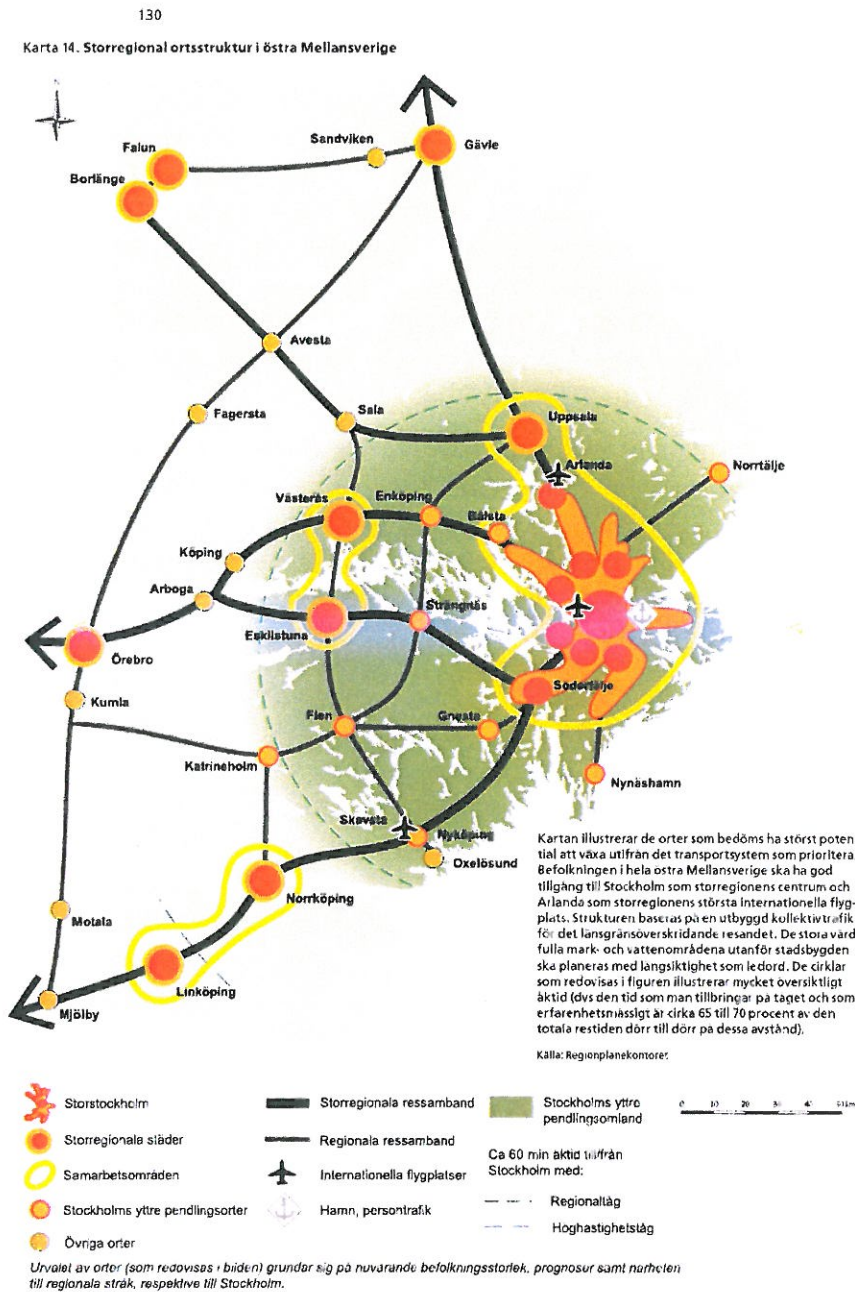 130
Karta 14. Storregional ortsstruktur i östra Mellansverige
Falun
Sandviken
Gävle
Borlänge
Avesta
Fagersta
Sala
Uppsala
Arlanda
Norrtälje
Västerås
Enköping
Bålsta
Köping
Arboga
Strängnäs
Eskilstuna
Örebro
Kumla
Södertälje
Flen
Gnesta
Katrineholm
Nynäshamn
Skavsta
Nyköping
Oxelösund
Norrköping
Motala
Linköping
Mjölby
Kartan illustrerar de orter som bedöms ha störst poten
tial att växa utifrån det transportsystem som prioritera
Befolkningen i hela östra Mellansverige ska ha god
tillgång till Stockholm som storregionens centrum och
Arlanda som storregionens största internationella flyg-
plats. Strukturen baseras på en utbyggd kollektivtrafik
för det länsgränsöverskridande resandet. De stora värd
fulla mark- och vattenområdena utanför stadsbygden
ska planeras med långsiktighet som ledord. De cirklar
som redovisas i figuren illustrerar mycket översiktligt
åktid (dvs den tid som man tillbringar på tåget och som
erfarenhetsmässigt är cirka 65 till 70 procent av den
totala restiden dörr till dörr på dessa avstånd).
Källa: Regionplanekontoret.
Storstockholm
Storregionala städer
Samarbetsområden
Stockholms yttre pendlingsorter
Övriga orter
Storregionala ressamband
Regionala ressamband
Internationella flygplatser
Hamn, persontrafik
Stockholms yttre
pendlingsomland
Ca 60 min åktid till/från
Stockholm med:
Regionaltåg
Höghastighetståg
0 10 20 30 40
Urvalet av orter (som redovisas i bilden) grundar sig på nuvarande befolkningsstorlek, prognoser samt närheten
till regionala stråk, respektive till Stockholm.